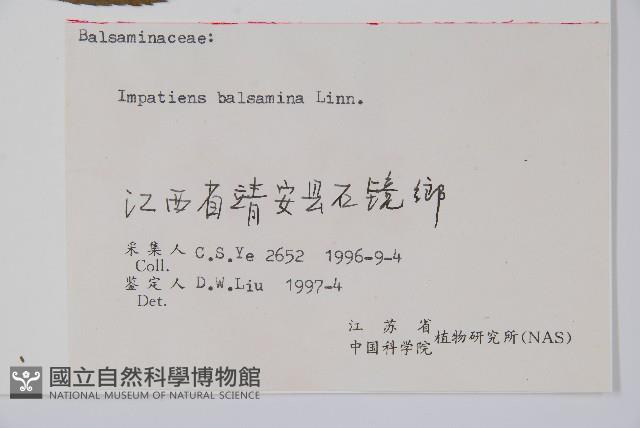 Balsaminaceae:
Impatiens balsamina Linn.
江西省靖安县石镜鄉
采集人 C.S.Ye 2652 1996-9-4
Coll.
鉴定人 D.W.Liu 1997-4
Det.
江苏省
中国科学院 植物研究所(NAS)
國立自然科學博物館
NATIONAL MUSEUM OF NATURAL SCIENCE